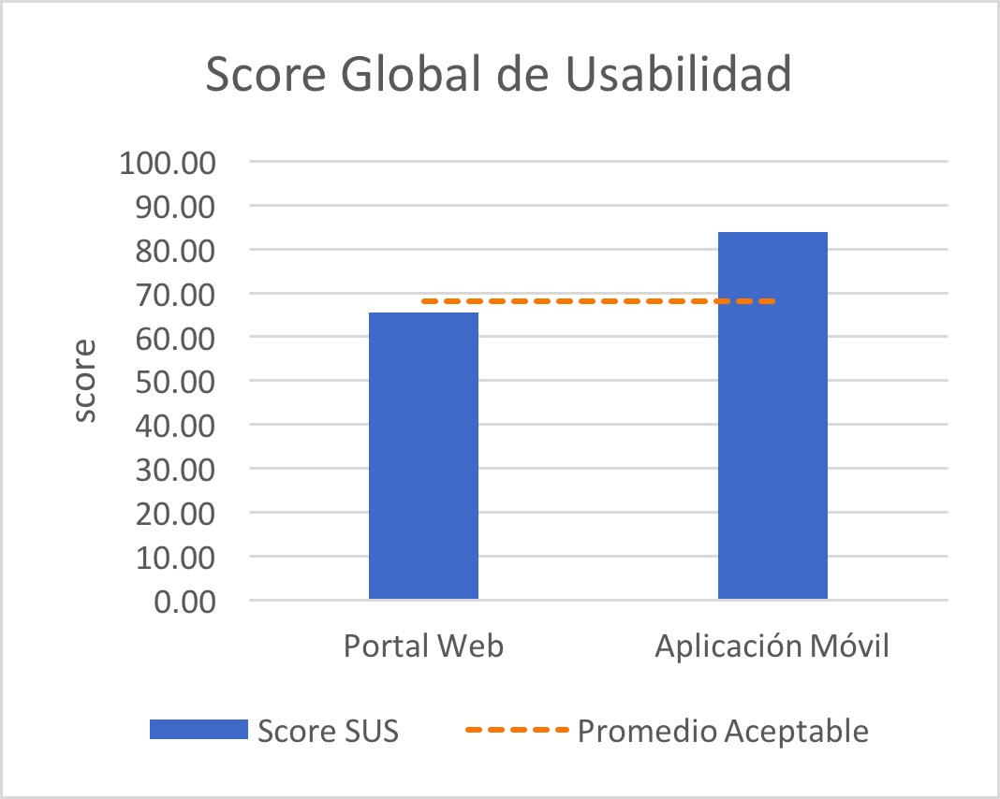 Score Global de Usabilidad
100.00
90.00
80.00
70.00
60.00
50.00
40.00
30.00
20.00
10.00
0.00
score
Portal Web
Aplicación Móvil
Score SUS
Promedio Aceptable